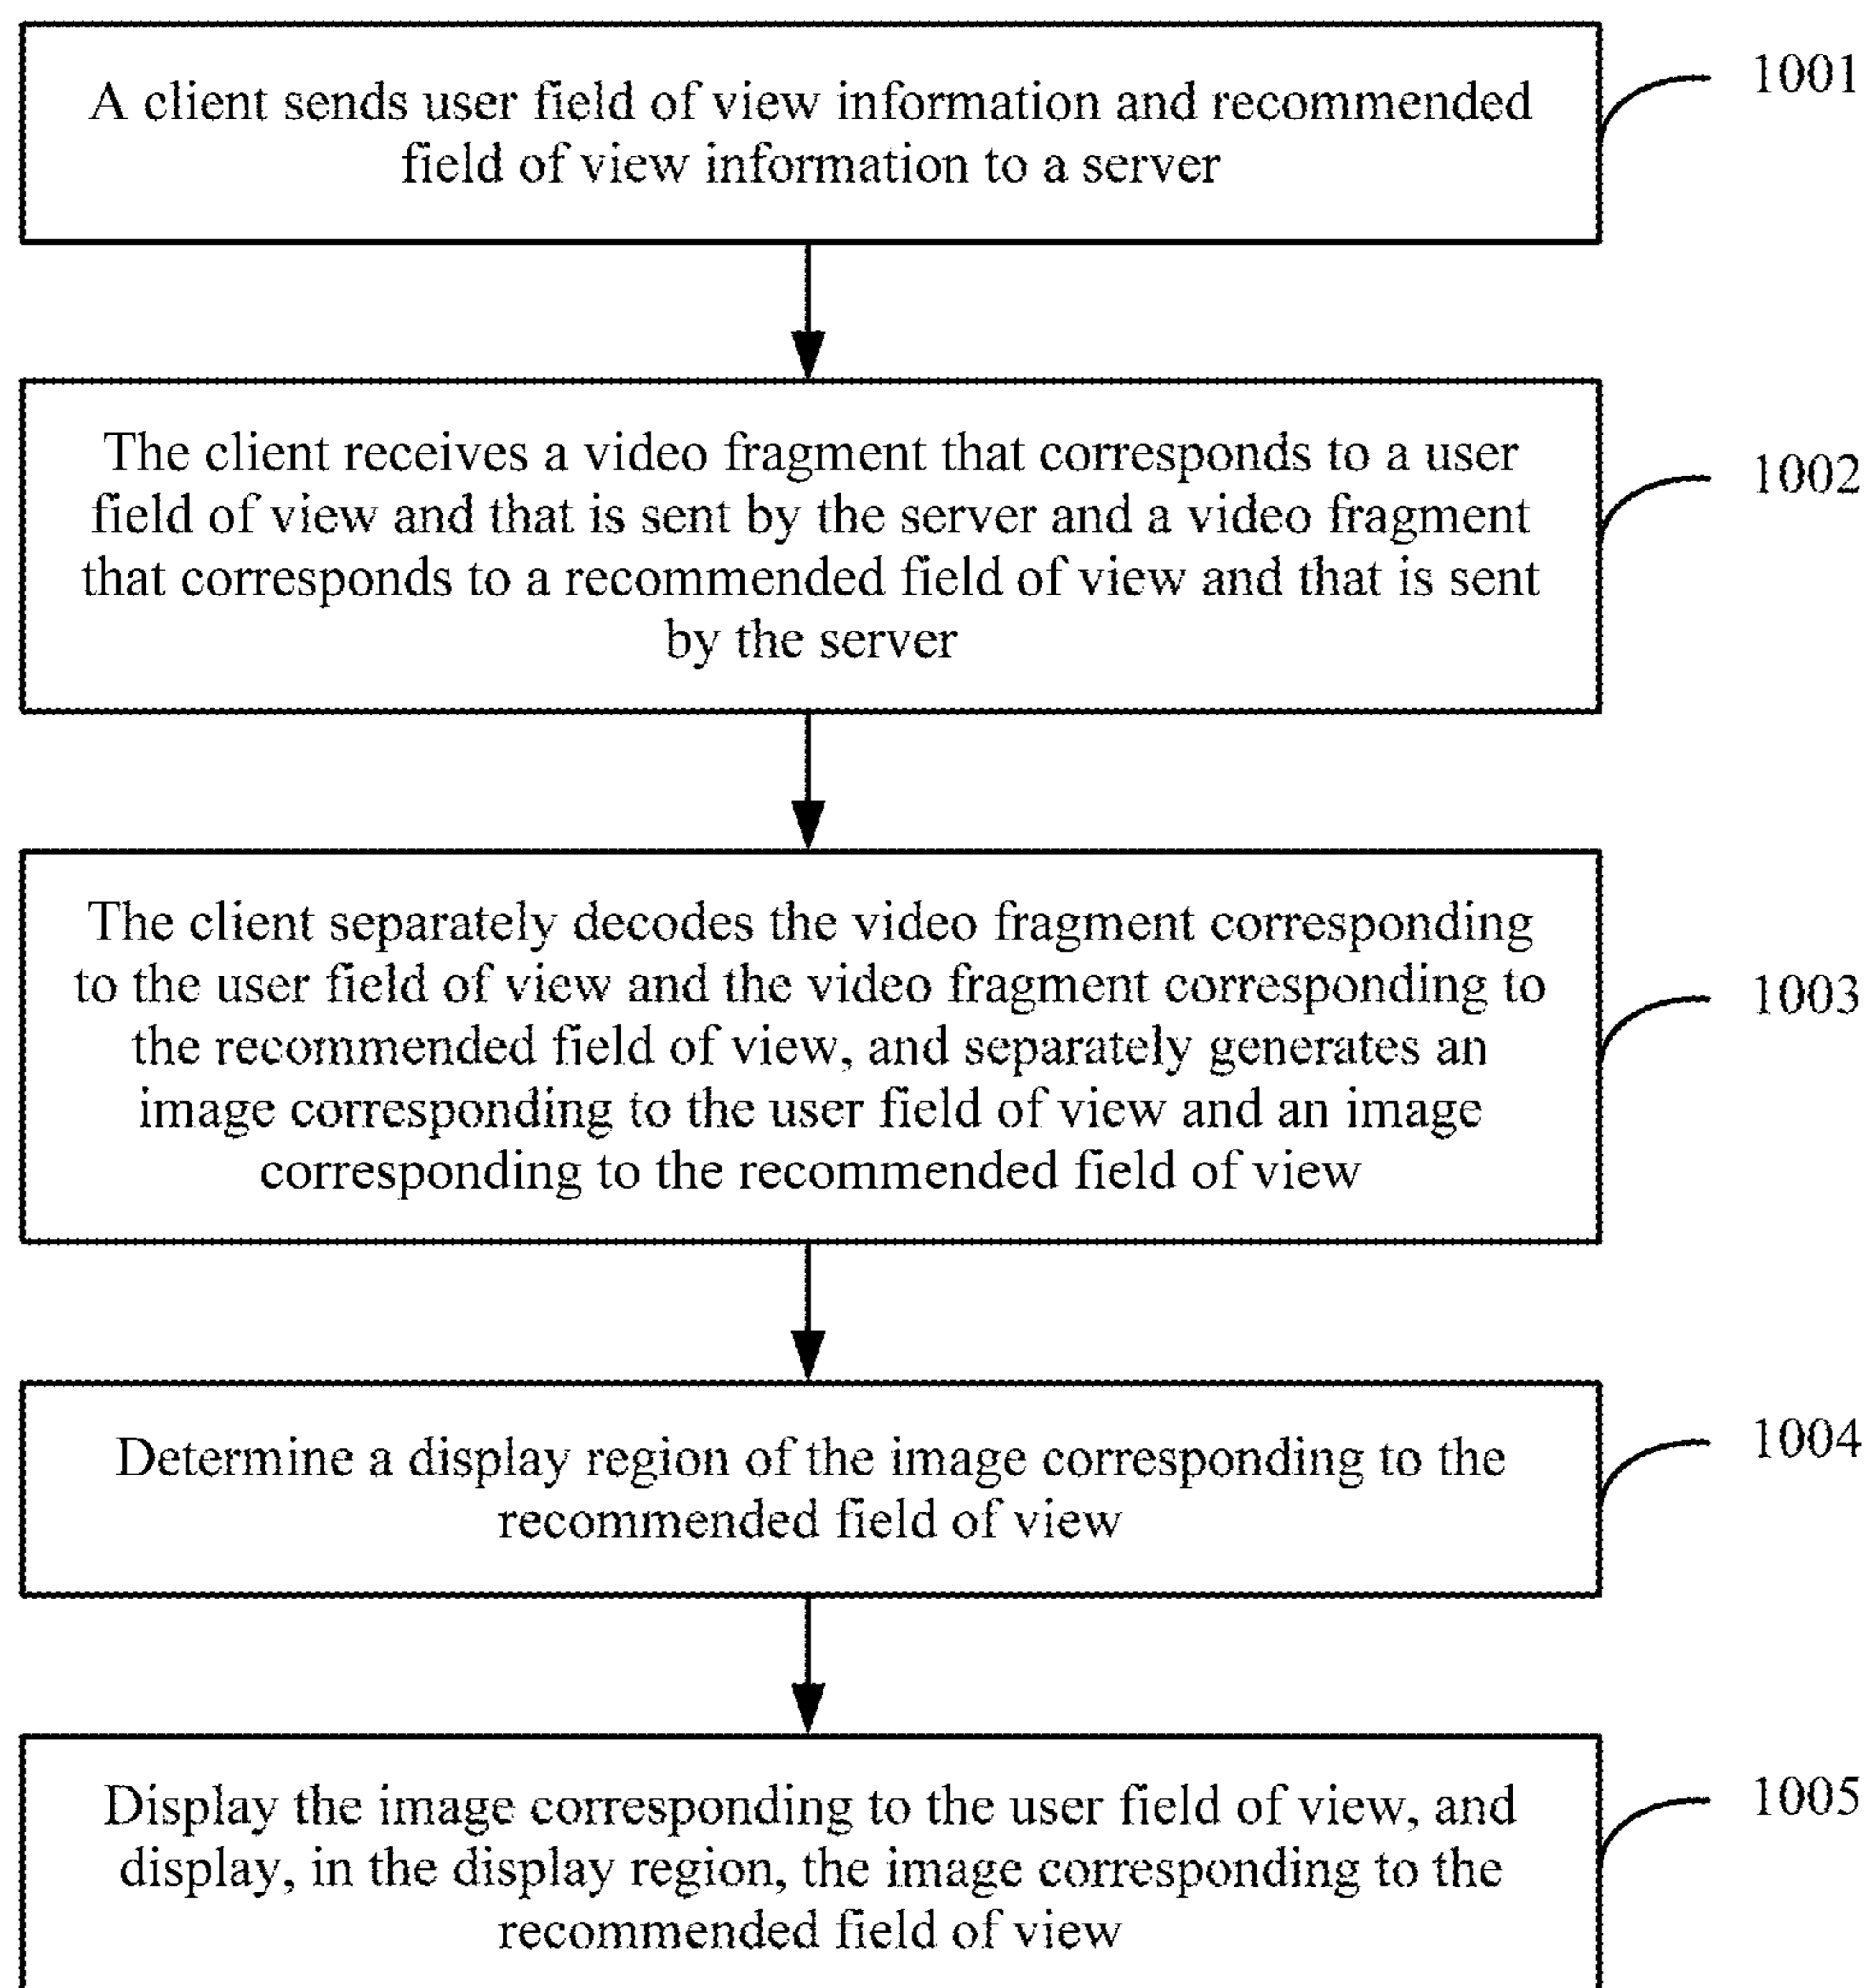 A client sends user field of view information and recommended
field of view information to a server
1001
The client receives a video fragment that corresponds to a user
field of view and that is sent by the server and a video fragment
that corresponds to a recommended field of view and that is sent
by the server
1002
The client separately decodes the video fragment corresponding
to the user field of view and the video fragment corresponding to
the recommended field of view, and separately generates an
image corresponding to the user field of view and an image
corresponding to the recommended field of view
1003
Determine a display region of the image corresponding to the
recommended field of view
1004
Display the image corresponding to the user field of view, and
display, in the display region, the image corresponding to the
recommended field of view
1005